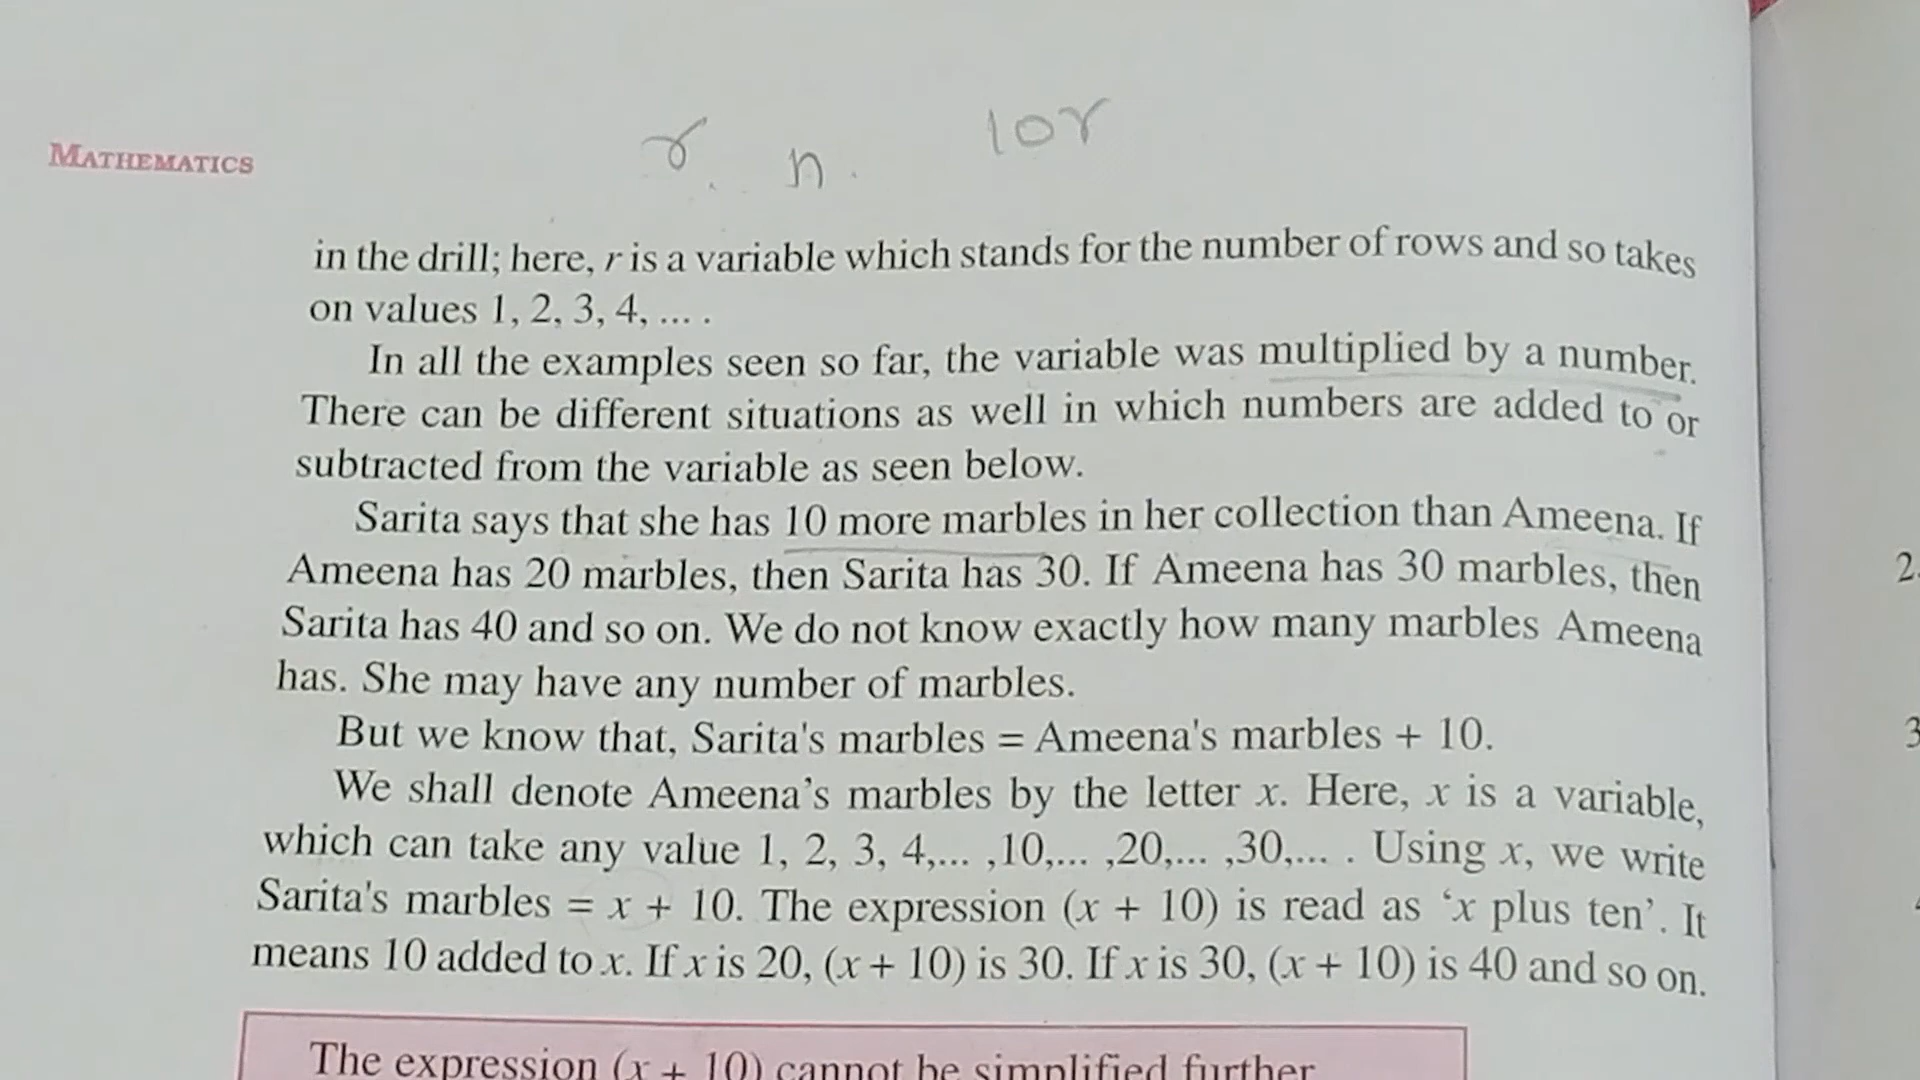 r. n. 10r
MATHEMATICS
in the drill; here, r is a variable which stands for the number of rows and so takes
on values 1, 2, 3, 4, ... .
In all the examples seen so far, the variable was multiplied by a number.
There can be different situations as well in which numbers are added to or
subtracted from the variable as seen below.
Sarita says that she has 10 more marbles in her collection than Ameena. If
Ameena has 20 marbles, then Sarita has 30. If Ameena has 30 marbles, then
Sarita has 40 and so on. We do not know exactly how many marbles Ameena
has. She may have any number of marbles.
But we know that, Sarita's marbles = Ameena's marbles + 10.
We shall denote Ameena’s marbles by the letter x. Here, x is a variable,
which can take any value 1, 2, 3, 4,... ,10,... ,20,... ,30,... . Using x, we write
Sarita's marbles = x + 10. The expression (x + 10) is read as ‘x plus ten’. It
means 10 added to x. If x is 20, (x + 10) is 30. If x is 30, (x + 10) is 40 and so on.
The expression (x + 10) cannot be simplified further
2.
3